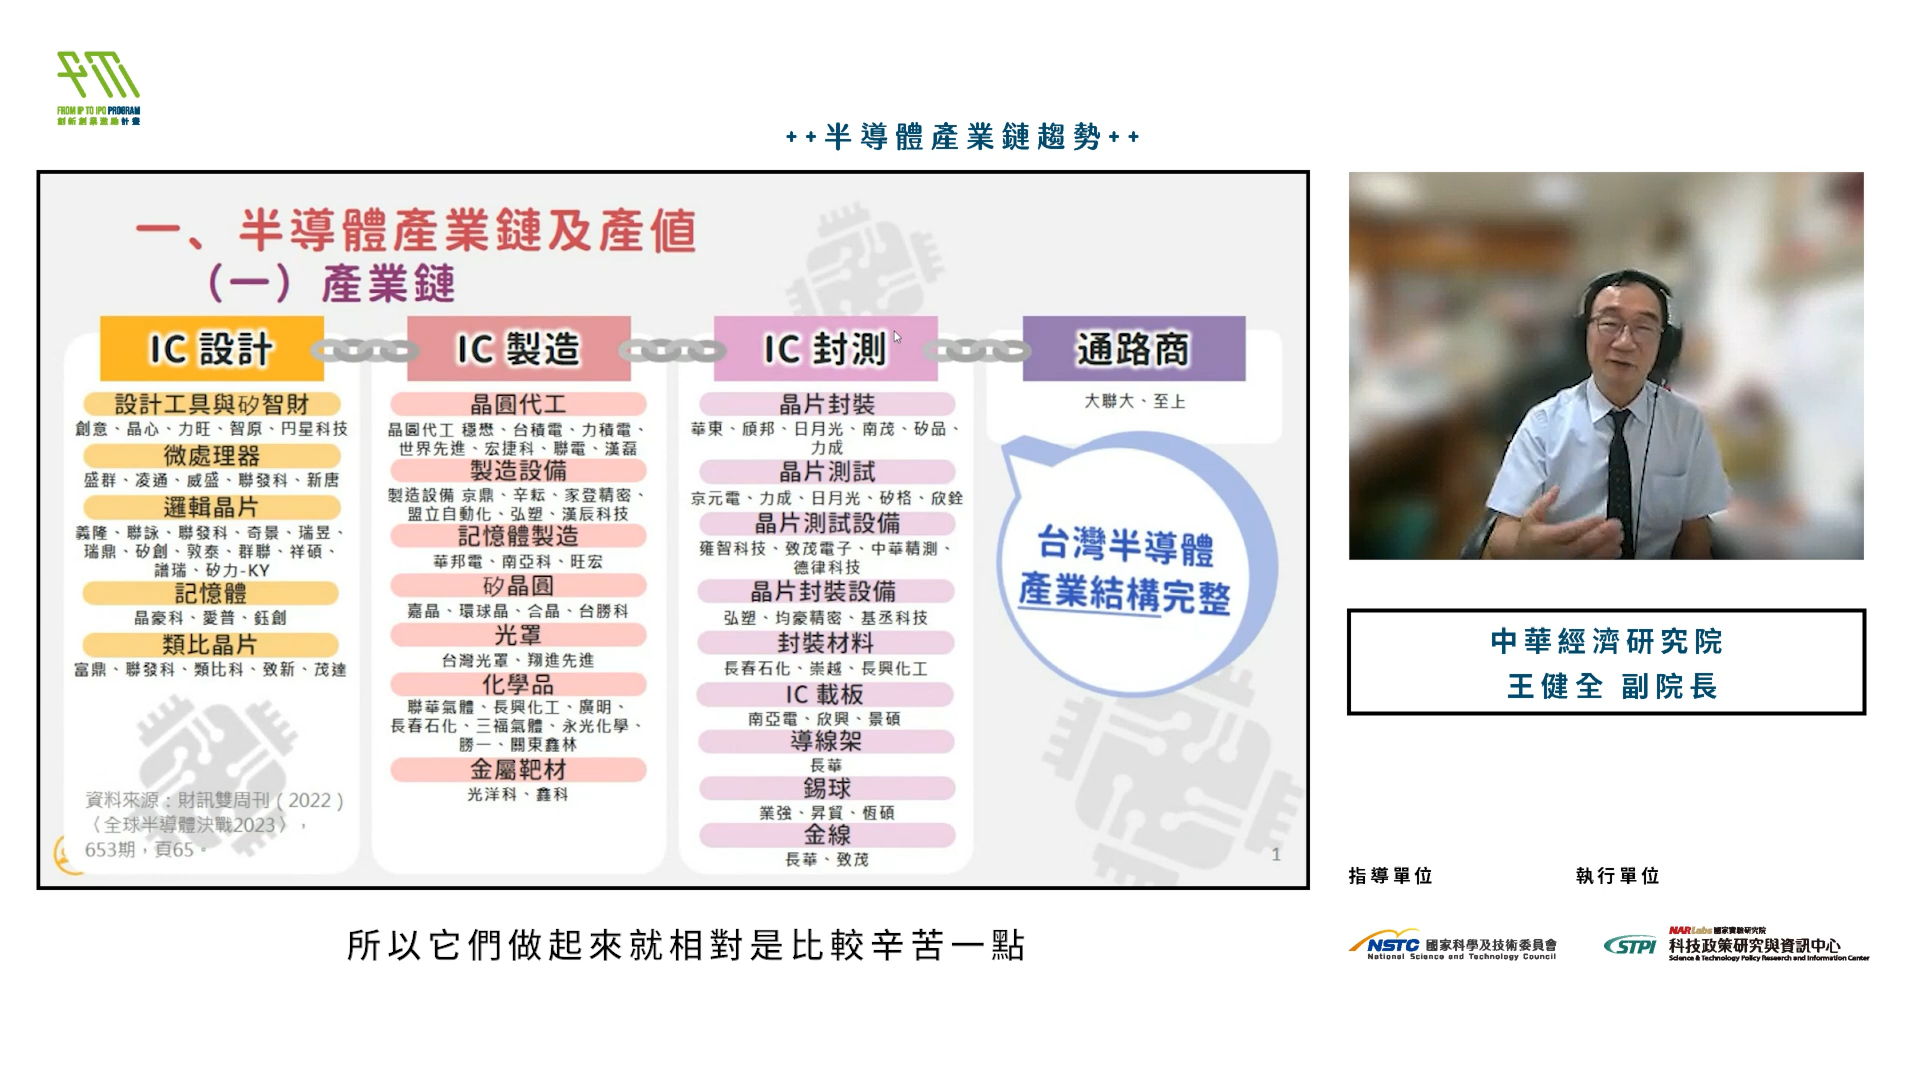 FROM IP TO IPO PROGRAM
創新創業激勵計畫
++半導體產業鏈趨勢++
一、半導體產業鏈及產值
（一）產業鏈
IC 設計
設計工具與矽智財
創意、晶心、力旺、智原、円星科技
微處理器
盛群、凌通、威盛、聯發科、新唐
邏輯晶片
義隆、聯詠、聯發科、奇景、瑞昱、
瑞鼎、矽創、敦泰、群聯、祥碩、
譜瑞、矽力-KY
記憶體
晶豪科、愛普、鈺創
類比晶片
富鼎、聯發科、類比科、致新、茂達
資料來源：財訊雙周刊（2022）
〈全球半導體決戰2023〉，
653期，頁65。
IC 製造
晶圓代工
晶圓代工 穩懋、台積電、力積電、
世界先進、宏捷科、聯電、漢磊
製造設備
製造設備 京鼎、辛耘、家登精密、
盟立自動化、弘塑、漢辰科技
記憶體製造
華邦電、南亞科、旺宏
矽晶圓
嘉晶、環球晶、合晶、台勝科
光罩
台灣光罩、翔進先進
化學品
聯華氣體、長興化工、廣明、
長春石化、三福氣體、永光化學、
勝一、關東鑫林
金屬靶材
光洋科、鑫科
IC 封測
晶片封裝
華東、頎邦、日月光、南茂、矽品、
力成
晶片測試
京元電、力成、日月光、矽格、欣銓
晶片測試設備
雍智科技、致茂電子、中華精測、
德律科技
晶片封裝設備
弘塑、均豪精密、基丞科技
封裝材料
長春石化、崇越、長興化工
IC 載板
南亞電、欣興、景碩
導線架
長華
錫球
業強、昇貿、恆碩
金線
長華、致茂
通路商
大聯大、至上
台灣半導體
產業結構完整
1
中華經濟研究院
王健全 副院長
指導單位
執行單位
NSTC 國家科學及技術委員會
National Science and Technology Council
STPI
NARLabs 國家實驗研究院
科技政策研究與資訊中心
Science & Technology Policy Research and Information Center
所以它們做起來就相對是比較辛苦一點